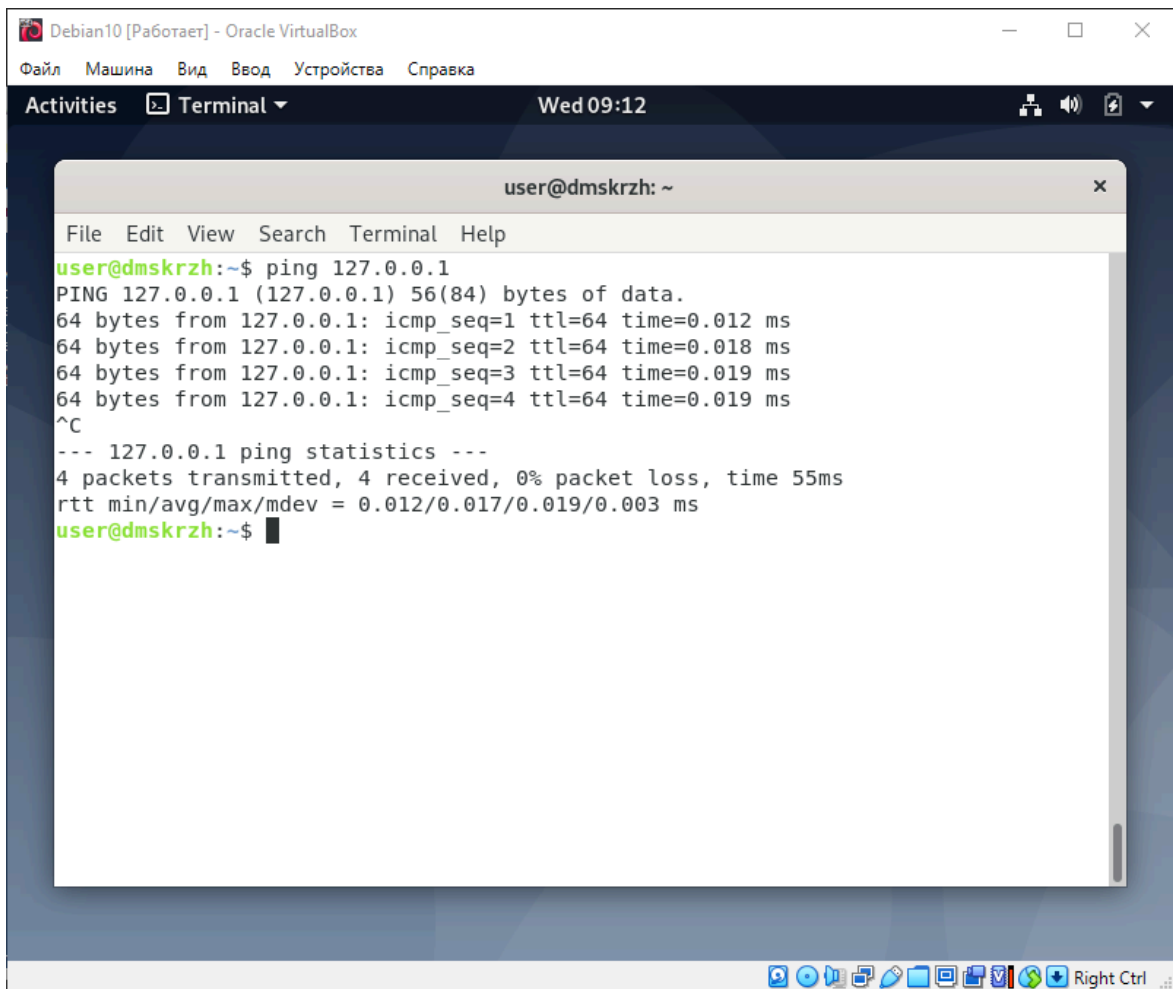 Debian10 [Работает] - Oracle VirtualBox
Файл Машина Вид Ввод Устройства Справка
Activities Terminal Wed 09:12
user@dmskrzh: ~
File Edit View Search Terminal Help
user@dmskrzh:~$ ping 127.0.0.1
PING 127.0.0.1 (127.0.0.1) 56(84) bytes of data.
64 bytes from 127.0.0.1: icmp_seq=1 ttl=64 time=0.012 ms
64 bytes from 127.0.0.1: icmp_seq=2 ttl=64 time=0.018 ms
64 bytes from 127.0.0.1: icmp_seq=3 ttl=64 time=0.019 ms
64 bytes from 127.0.0.1: icmp_seq=4 ttl=64 time=0.019 ms
^C
--- 127.0.0.1 ping statistics ---
4 packets transmitted, 4 received, 0% packet loss, time 55ms
rtt min/avg/max/mdev = 0.012/0.017/0.019/0.003 ms
user@dmskrzh:~$
Right Ctrl